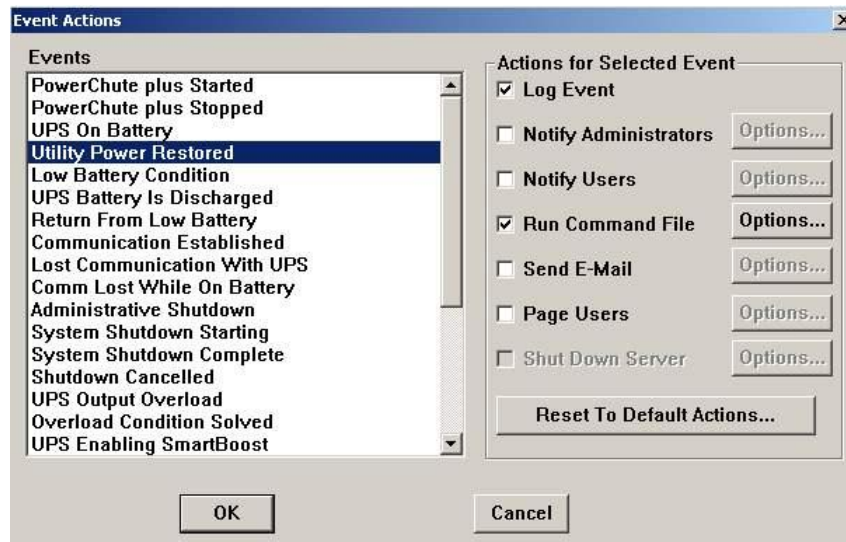 Event Actions
Events
PowerChute plus Started
PowerChute plus Stopped
UPS On Battery
Utility Power Restored
Low Battery Condition
UPS Battery Is Discharged
Return From Low Battery
Communication Established
Lost Communication With UPS
Comm Lost While On Battery
Administrative Shutdown
System Shutdown Starting
System Shutdown Complete
Shutdown Cancelled
UPS Output Overload
Overload Condition Solved
UPS Enabling SmartBoost
Actions for Selected Event
Log Event
Notify Administrators Options...
Notify Users Options...
Run Command File Options...
Send E-Mail Options...
Page Users Options...
Shut Down Server Options...
Reset To Default Actions...
OK Cancel